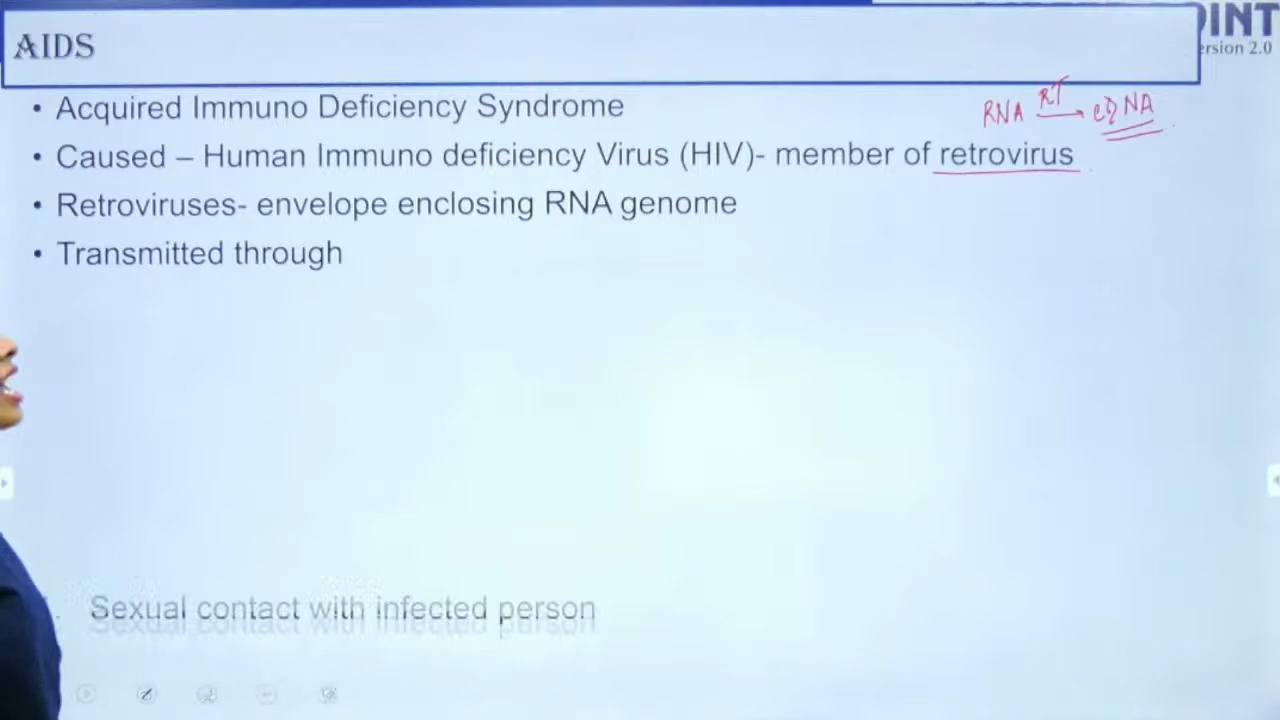 AIDS
OINT
ersion 2.0
• Acquired Immuno Deficiency Syndrome
RNA RT → cDNA
• Caused – Human Immuno deficiency Virus (HIV)- member of retrovirus
• Retroviruses- envelope enclosing RNA genome
• Transmitted through
Sexual contact with infected person